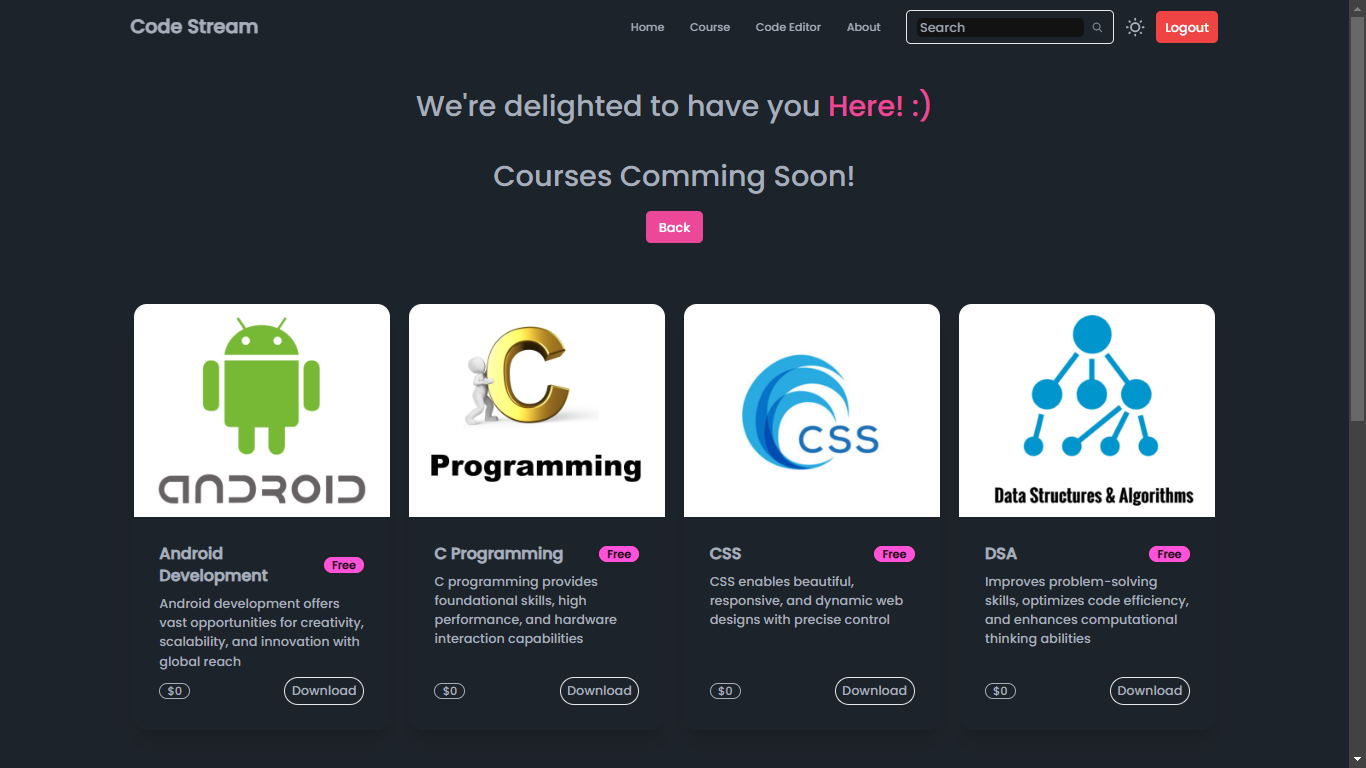 Code Stream
Home
Course
Code Editor
About
Search
Logout
We're delighted to have you Here! :)
Courses Comming Soon!
Back
ANDROID
C
Programming
CSS
Data Structures & Algorithms
Android
Development
Free
Android development offers
vast opportunities for creativity,
scalability, and innovation with
global reach
$0
Download
C Programming
Free
C programming provides
foundational skills, high
performance, and hardware
interaction capabilities
$0
Download
CSS
Free
CSS enables beautiful,
responsive, and dynamic web
designs with precise control
$0
Download
DSA
Free
Improves problem-solving
skills, optimizes code efficiency,
and enhances computational
thinking abilities
$0
Download